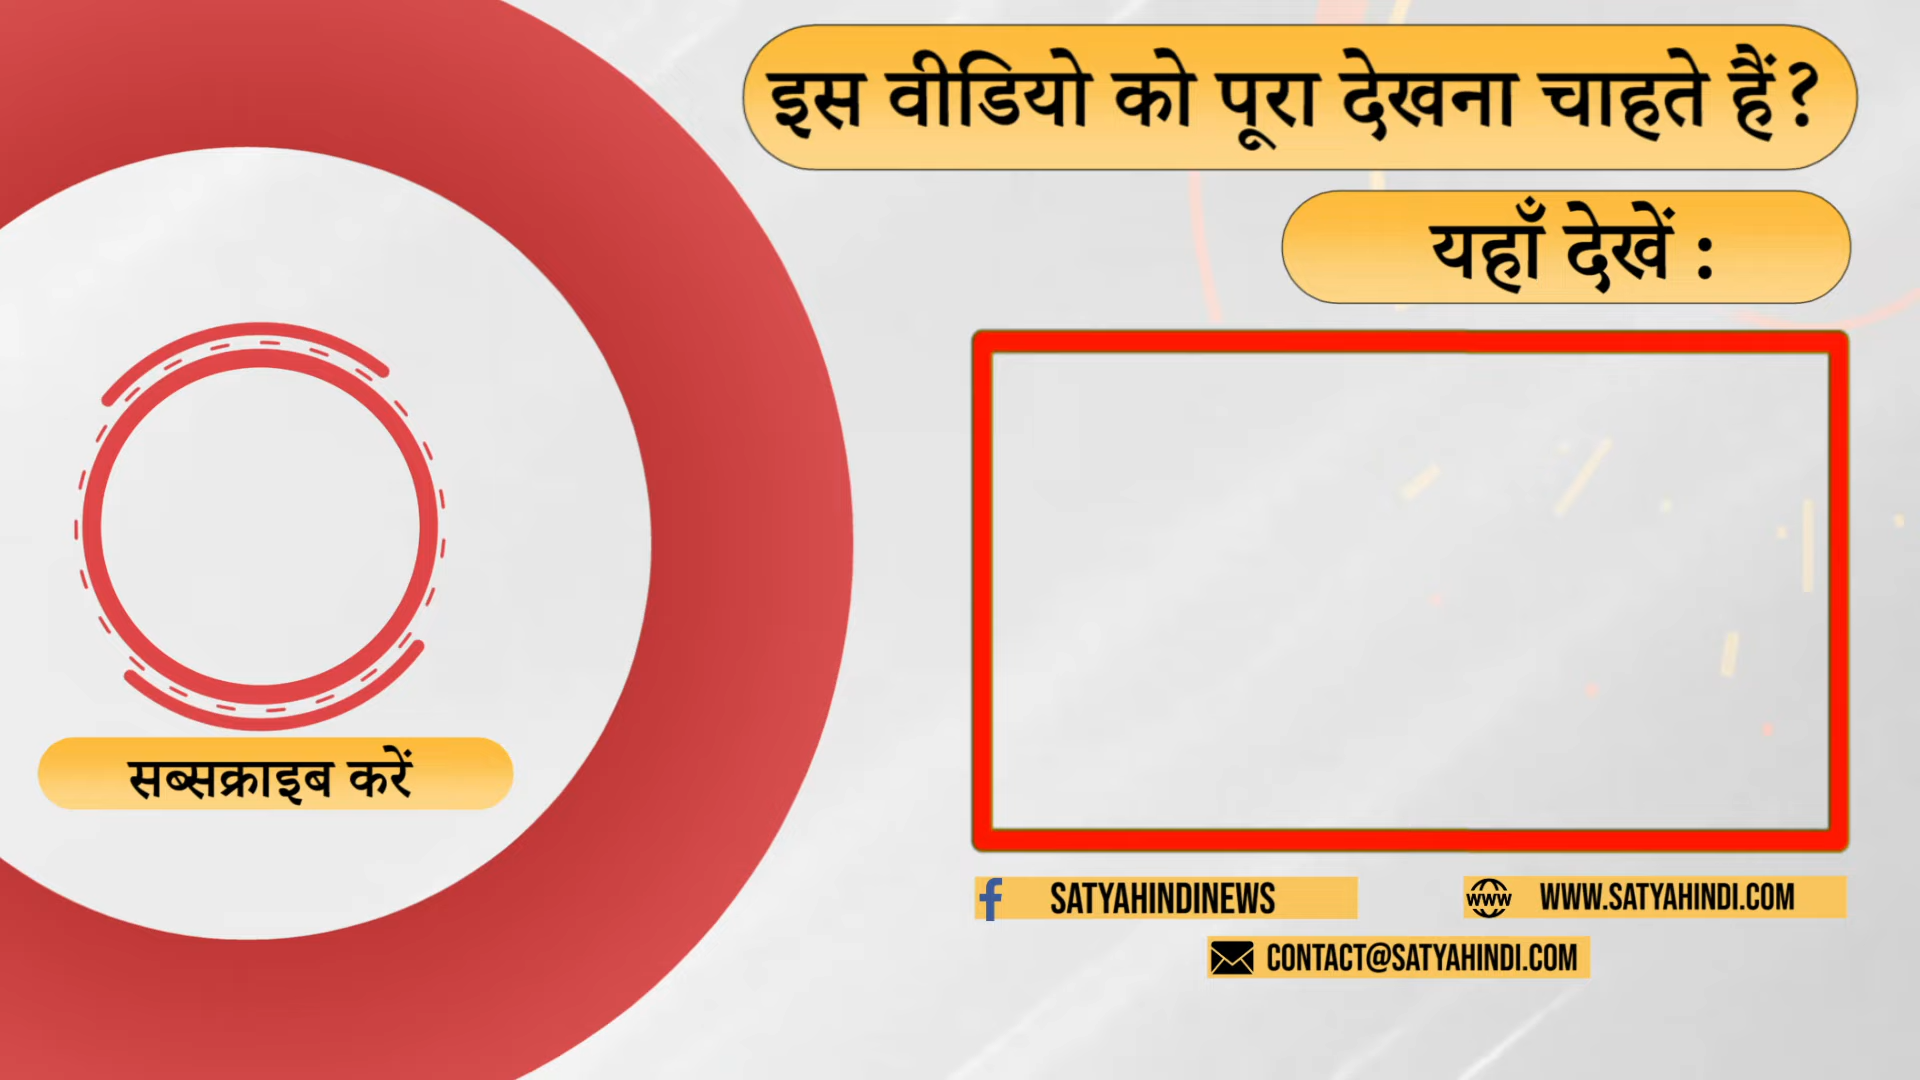 इस वीडियो को पूरा देखना चाहते हैं?
यहाँ देखें :
सब्सक्राइब करें
SATYAHINDINEWS
WWW WWW.SATYAHINDI.COM
CONTACT@SATYAHINDI.COM